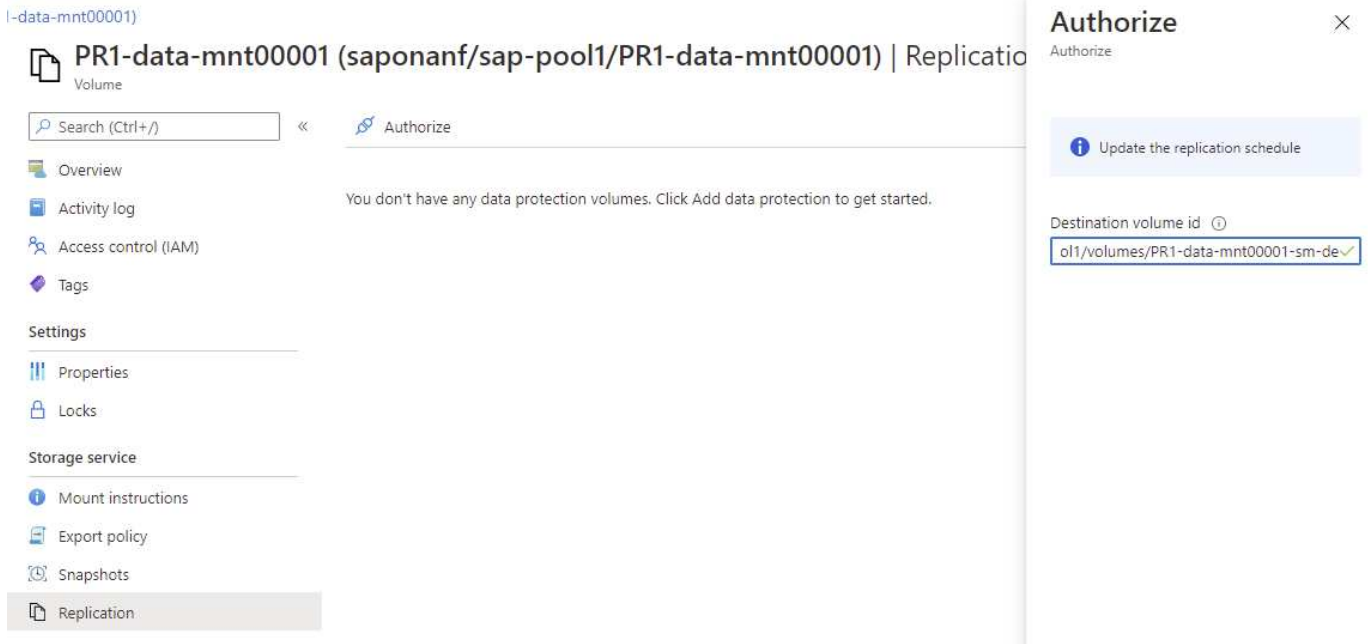 l-data-mnt00001)
PR1-data-mnt00001 (saponanf/sap-pool1/PR1-data-mnt00001) | Replicatio
Volume
Search (Ctrl+/)
«
Authorize
Overview
Activity log
Access control (IAM)
Tags
Settings
Properties
Locks
Storage service
Mount instructions
Export policy
Snapshots
Replication
You don't have any data protection volumes. Click Add data protection to get started.
Authorize
Authorize
Update the replication schedule
Destination volume id
ol1/volumes/PR1-data-mnt00001-sm-de